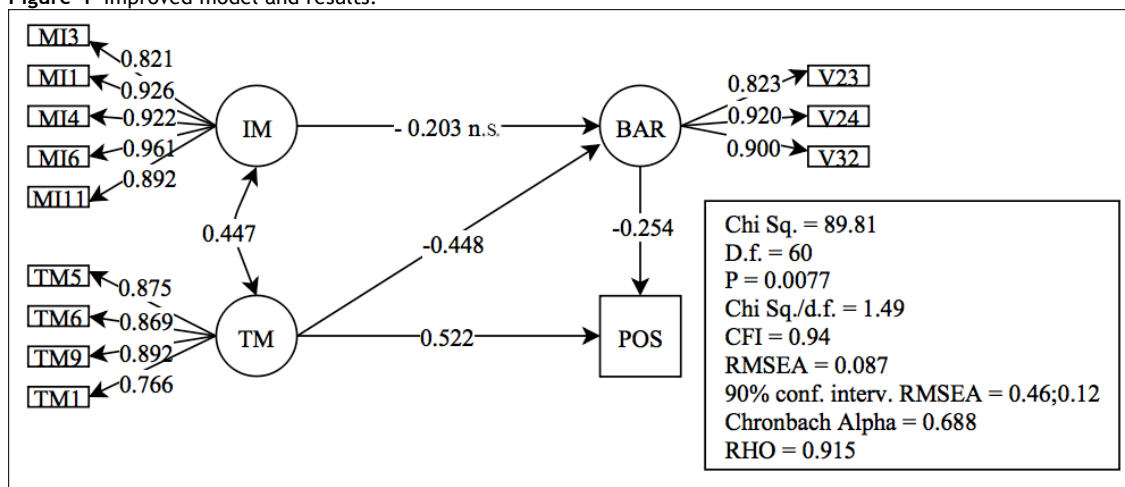 Figure 1 Improved model and results.
MI3
MI1
MI4
MI6
MI11
0.821
0.926
0.922
0.961
0.892
IM
- 0.203 n.s.
BAR
0.823
0.920
0.900
V23
V24
V32
0.447
-0.448
-0.254
TM5
TM6
TM9
TM1
0.875
0.869
0.892
0.766
TM
0.522
POS
Chi Sq. = 89.81
D.f. = 60
P = 0.0077
Chi Sq./d.f. = 1.49
CFI = 0.94
RMSEA = 0.087
90% conf. interv. RMSEA = 0.46;0.12
Chronbach Alpha = 0.688
RHO = 0.915